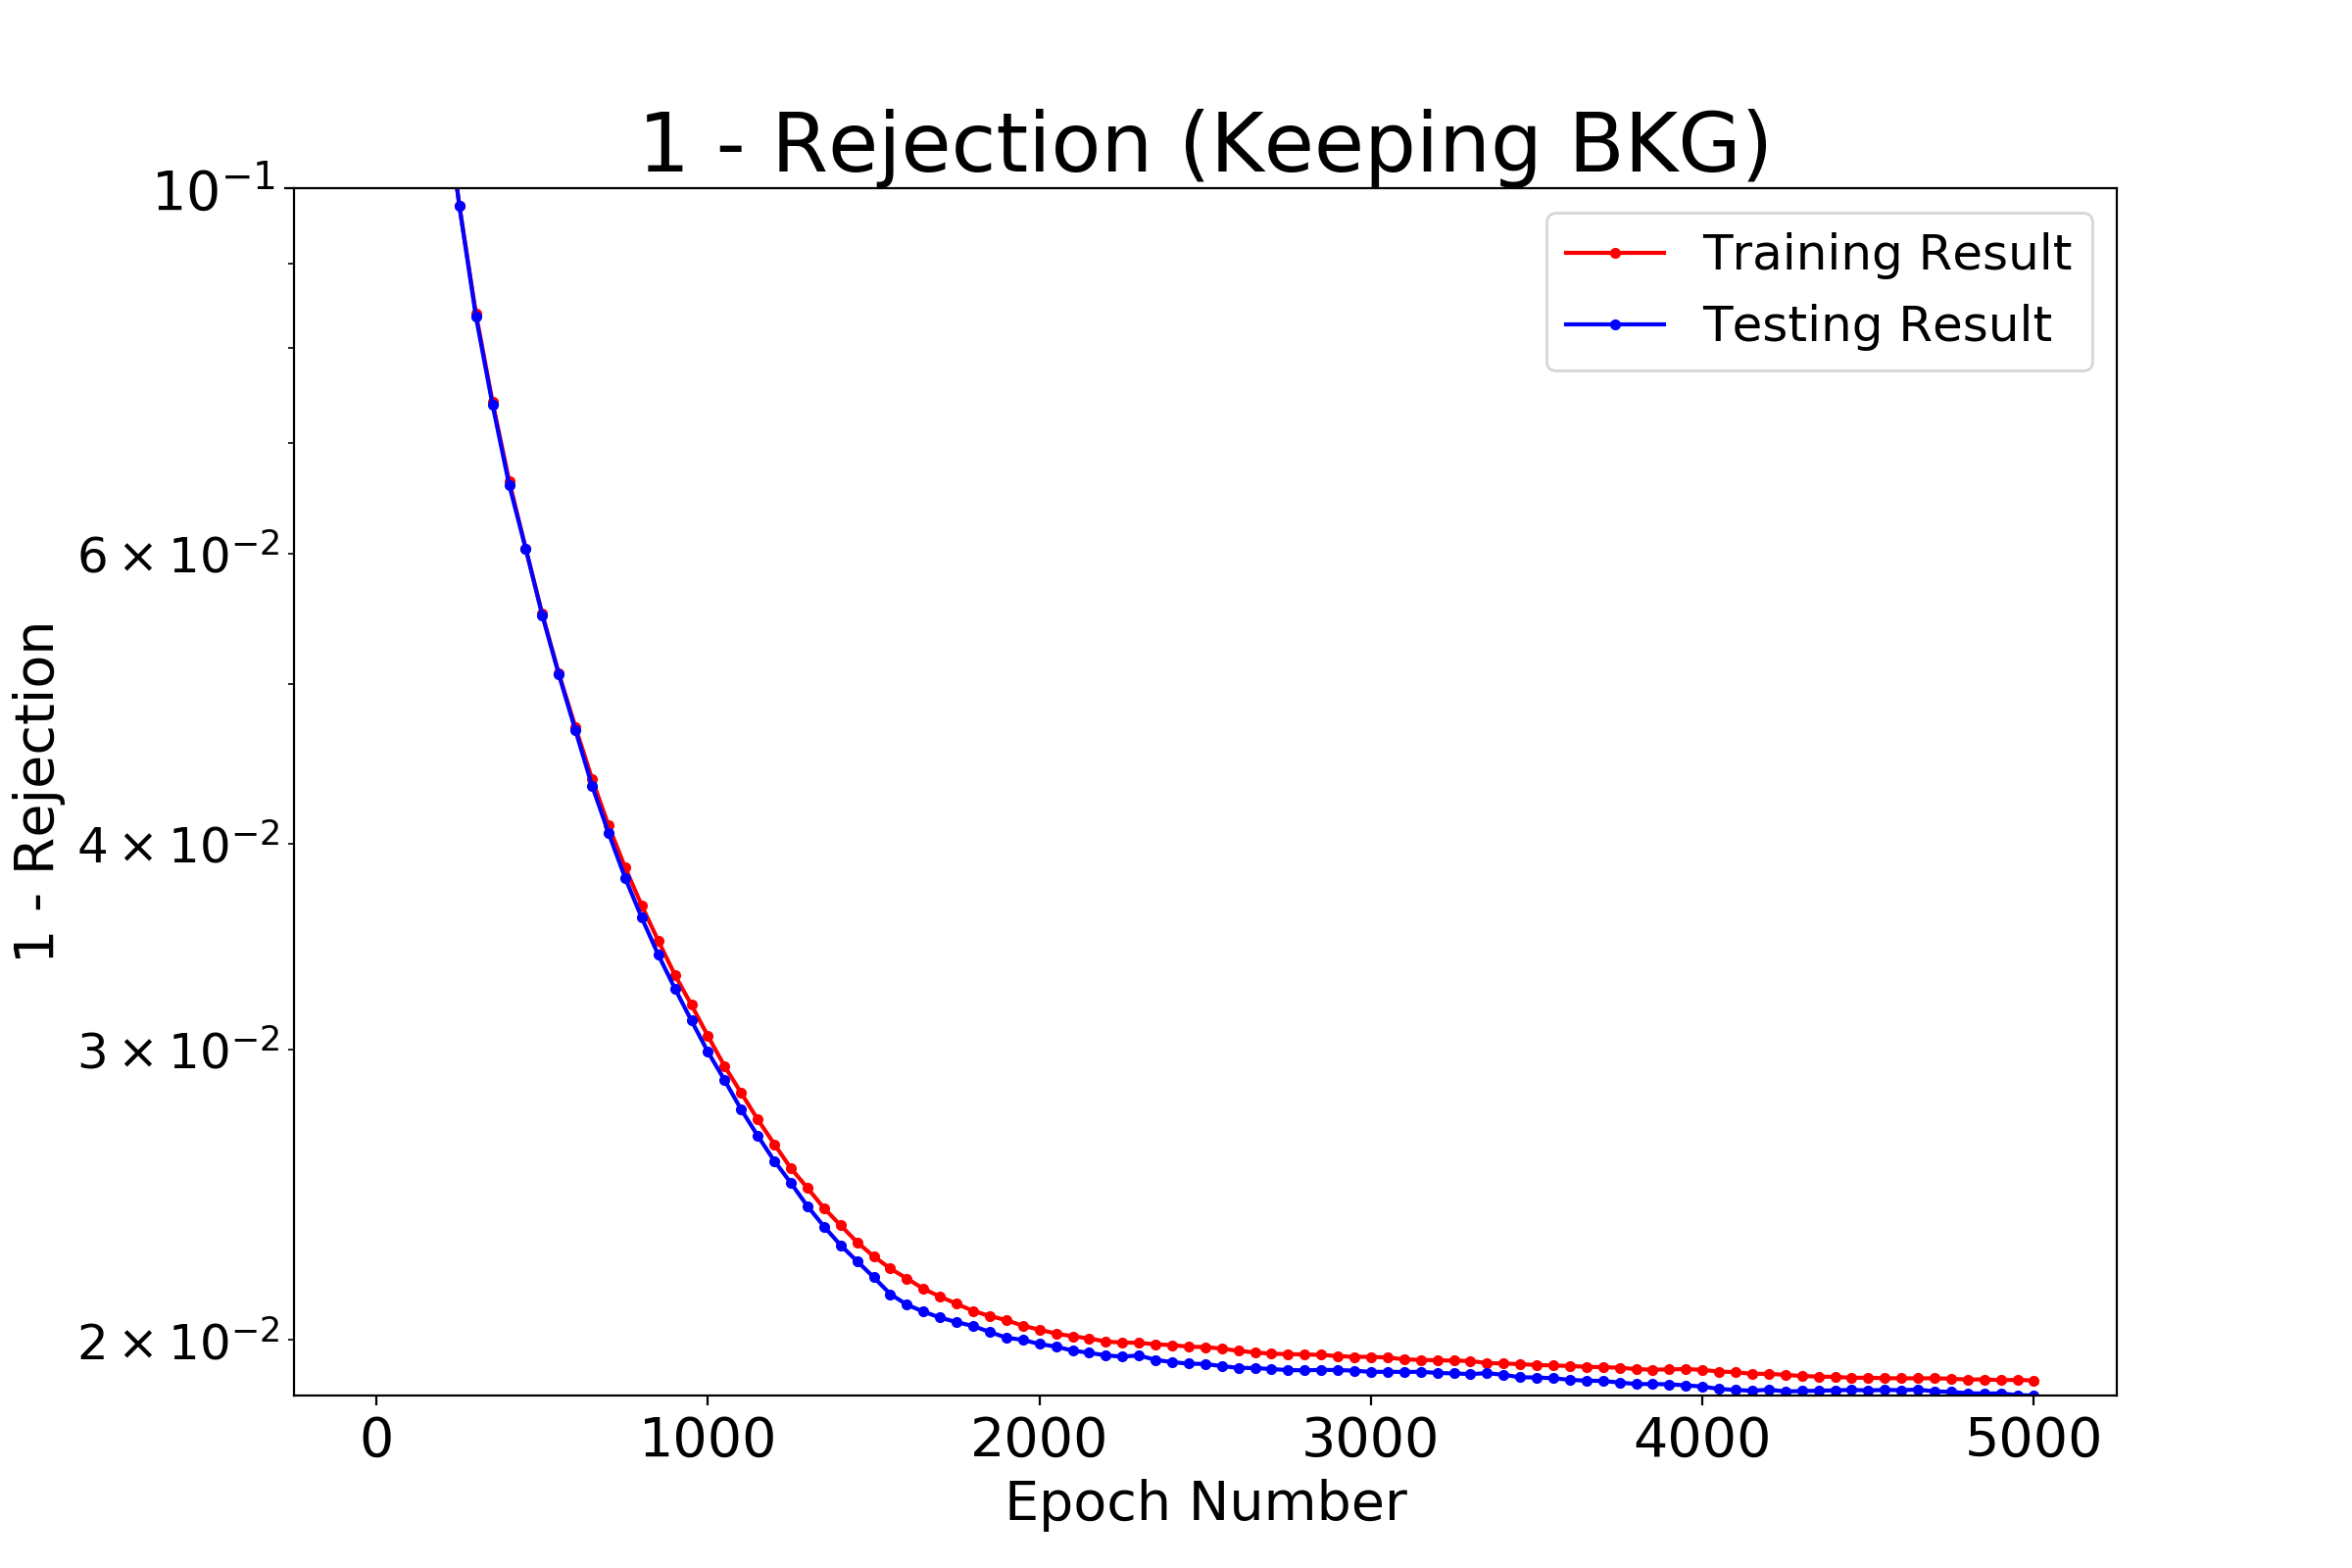 1 - Rejection (Keeping BKG)
10⁻¹
6 × 10⁻²
4 × 10⁻²
3 × 10⁻²
2 × 10⁻²
1 - Rejection
Training Result
Testing Result
0 1000 2000 3000 4000 5000
Epoch Number